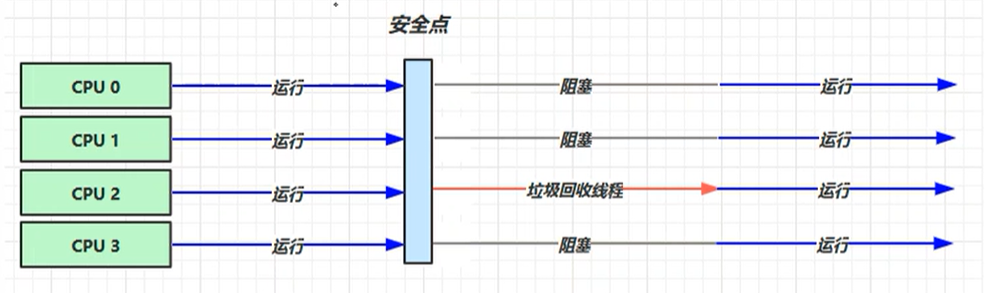 安全点
CPU 0 运行 阻塞 运行
CPU 1 运行 阻塞 运行
CPU 2 运行 垃圾回收线程 运行
CPU 3 运行 阻塞 运行